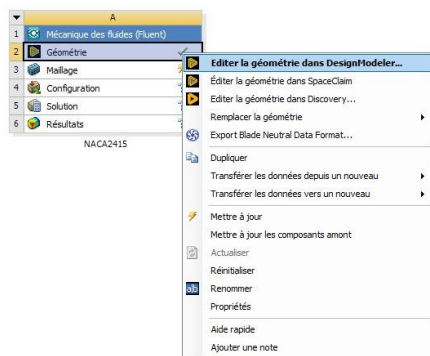 A
1 Mécanique des fluides (Fluent)
2 Géométrie
3 Maillage
4 Configuration
5 Solution
6 Résultats
NACA2415
Editer la géométrie dans DesignModeler...
Éditer la géométrie dans SpaceClaim
Editer la géométrie dans Discovery...
Remplacer la géométrie
Export Blade Neutral Data Format...
Dupliquer
Transférer les données depuis un nouveau
Transférer les données vers un nouveau
Mettre à jour
Mettre à jour les composants amont
Actualiser
Réinitialiser
ab Renommer
Propriétés
Aide rapide
Ajouter une note